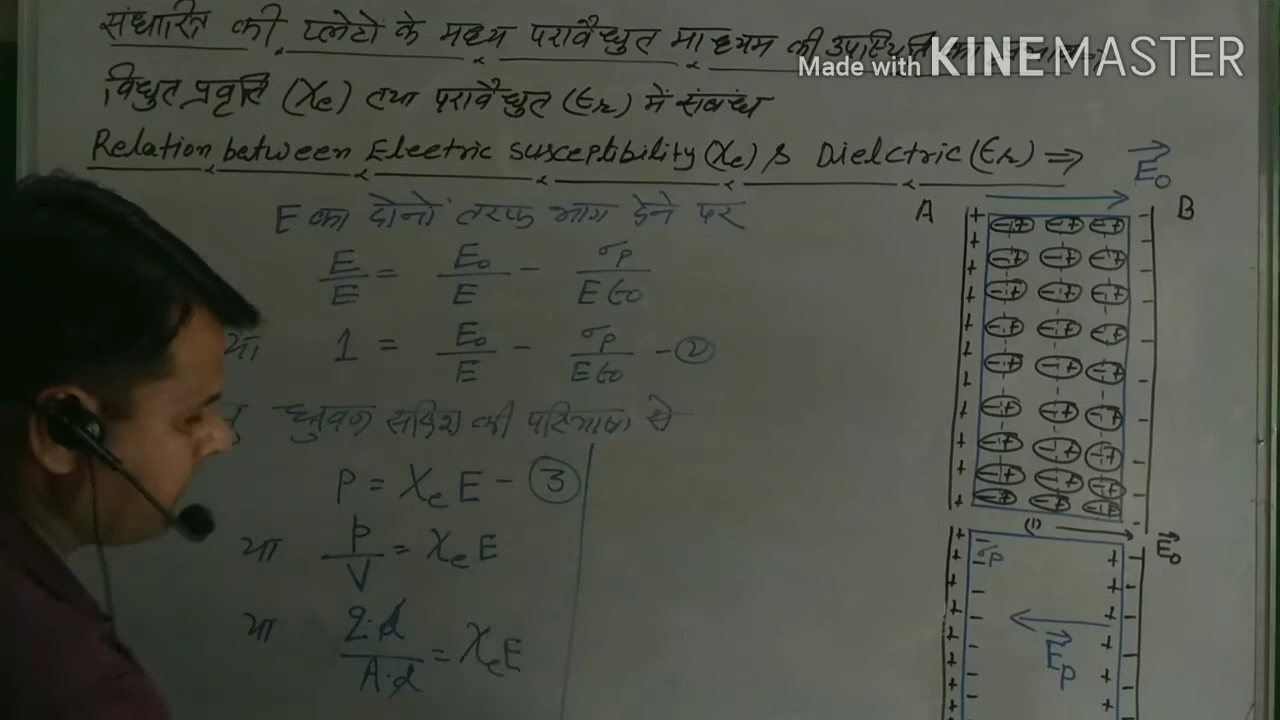 संधारित्र की प्लेटों के मध्य परावैद्युत माध्यम की उपस्थिति
Made with KINEMASTER
विद्युत प्रवृत्ति (χe) तथा परावैद्युत (εr) में संबंध
Relation between Electric susceptibility (χe) & Dielctric (εr) ⇒
E का दोनों तरफ भाग देने पर
E/E = E₀/E - σp/Eε₀
या 1 = E₀/E - σp/Eε₀ - ②
ध्रुवण सदिश की परिभाषा से
P = χe E - ③
या p/V = χe E
या q.d/A.d = χe E
E₀
A B
(1)
E₀
σp
Ep